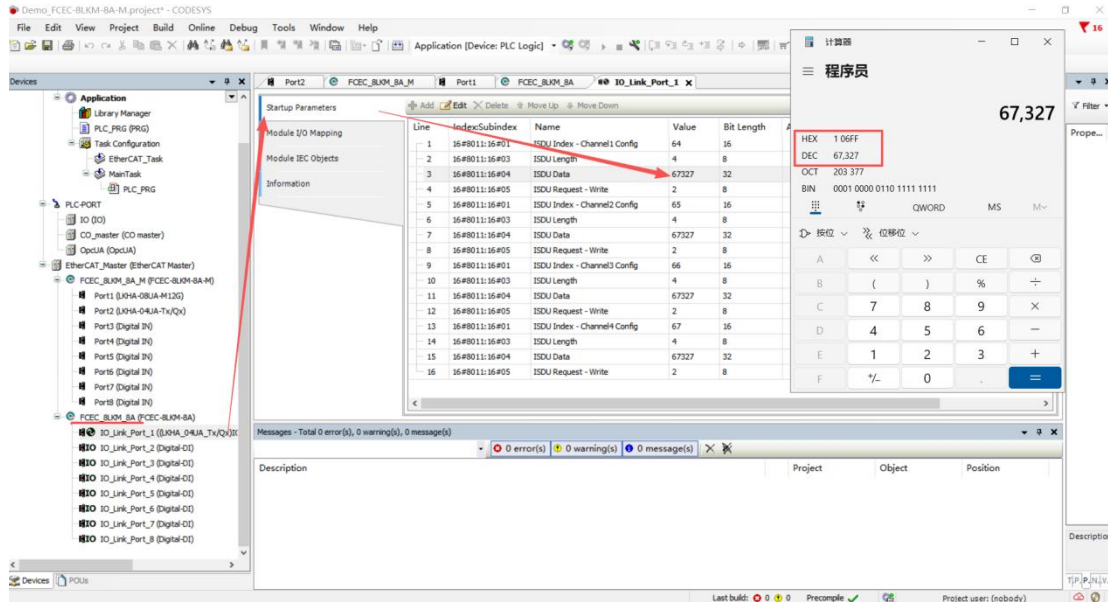 Demo_FCEC-8LKM-8A-M.project* - CODESYS
File Edit View Project Build Online Debug Tools Window Help
16
Application [Device: PLC Logic]
Devices
Application
Library Manager
PLC_PRG (PRG)
Task Configuration
EtherCAT_Task
MainTask
PLC_PRG
PLC-PORT
IO (IO)
CO_master (CO master)
OpcUA (OpcUA)
EtherCAT_Master (EtherCAT Master)
FCEC_8LKM_8A_M (FCEC-8LKM-8A-M)
Port1 (LKHA-08UA-M12G)
Port2 (LKHA-04UA-Tx/Qx)
Port3 (Digital IN)
Port4 (Digital IN)
Port5 (Digital IN)
Port6 (Digital IN)
Port7 (Digital IN)
Port8 (Digital IN)
FCEC_8LKM_8A (FCEC-8LKM-8A)
IO_Link_Port_1 ((LKHA_04UA_Tx/Qx)IO
IO_Link_Port_2 (Digital-DI)
IO_Link_Port_3 (Digital-DI)
IO_Link_Port_4 (Digital-DI)
IO_Link_Port_5 (Digital-DI)
IO_Link_Port_6 (Digital-DI)
IO_Link_Port_7 (Digital-DI)
IO_Link_Port_8 (Digital-DI)
Devices POUs
Port2 FCEC_8LKM_8A_M Port1 FCEC_8LKM_8A IO_Link_Port_1
Startup Parameters
Module I/O Mapping
Module IEC Objects
Information
Add Edit Delete Move Up Move Down
Line Index:Subindex Name Value Bit Length
1 16#8011:16#01 ISDU Index - Channel1 Config 64 16
2 16#8011:16#03 ISDU Length 4 8
3 16#8011:16#04 ISDU Data 67327 32
4 16#8011:16#05 ISDU Request - Write 2 8
5 16#8011:16#01 ISDU Index - Channel2 Config 65 16
6 16#8011:16#03 ISDU Length 4 8
7 16#8011:16#04 ISDU Data 67327 32
8 16#8011:16#05 ISDU Request - Write 2 8
9 16#8011:16#01 ISDU Index - Channel3 Config 66 16
10 16#8011:16#03 ISDU Length 4 8
11 16#8011:16#04 ISDU Data 67327 32
12 16#8011:16#05 ISDU Request - Write 2 8
13 16#8011:16#01 ISDU Index - Channel4 Config 67 16
14 16#8011:16#03 ISDU Length 4 8
15 16#8011:16#04 ISDU Data 67327 32
16 16#8011:16#05 ISDU Request - Write 2 8
计算器
程序员
67,327
HEX 1 06FF
DEC 67,327
OCT 203 377
BIN 0001 0000 0110 1111 1111
QWORD MS M
按位 位移位
A << >> CE
B ( ) % ÷
C 7 8 9 ×
D 4 5 6 −
E 1 2 3 +
F +/- 0 . =
Filter
Prope...
Messages - Total 0 error(s), 0 warning(s), 0 message(s)
0 error(s) 0 warning(s) 0 message(s)
Description Project Object Position
Descriptio
Last build: 0 0 Precompile Project user: (nobody)